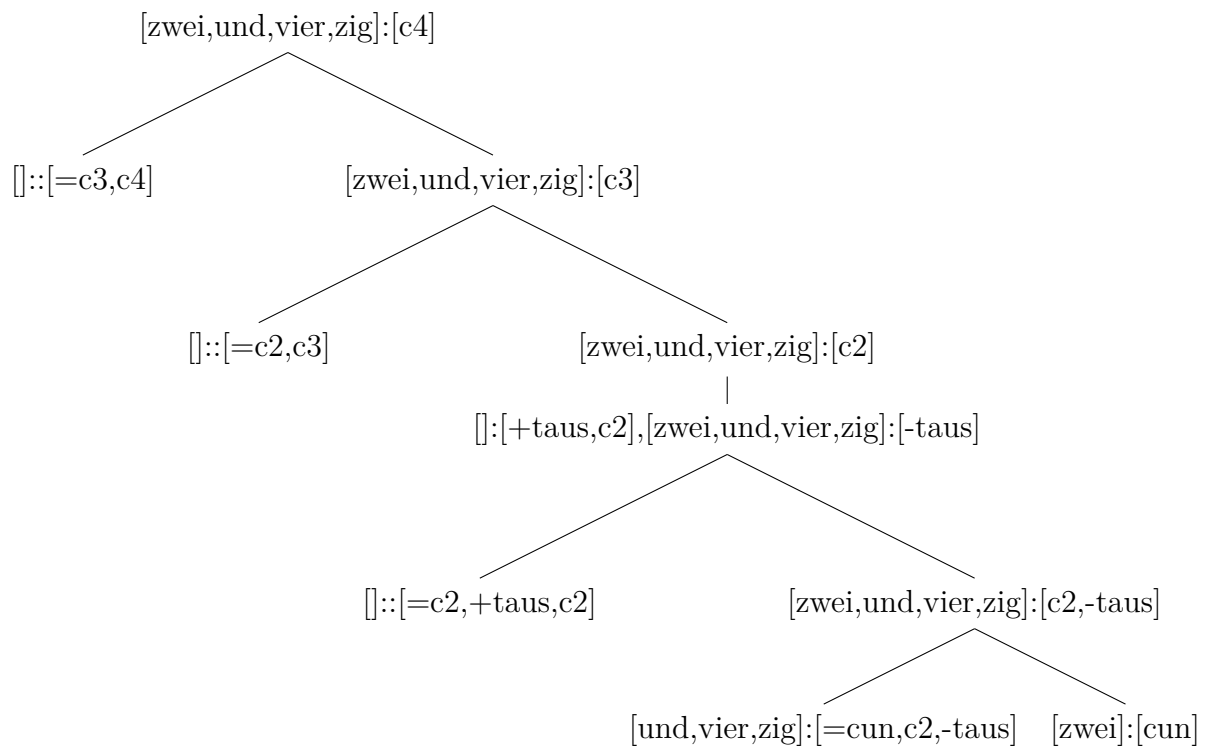 [zwei,und,vier,zig]:[c4]
[]::[=c3,c4] [zwei,und,vier,zig]:[c3]
[]::[=c2,c3] [zwei,und,vier,zig]:[c2]
[]:[+taus,c2],[zwei,und,vier,zig]:[-taus]
[]::[=c2,+taus,c2] [zwei,und,vier,zig]:[c2,-taus]
[und,vier,zig]:[=cun,c2,-taus] [zwei]:[cun]